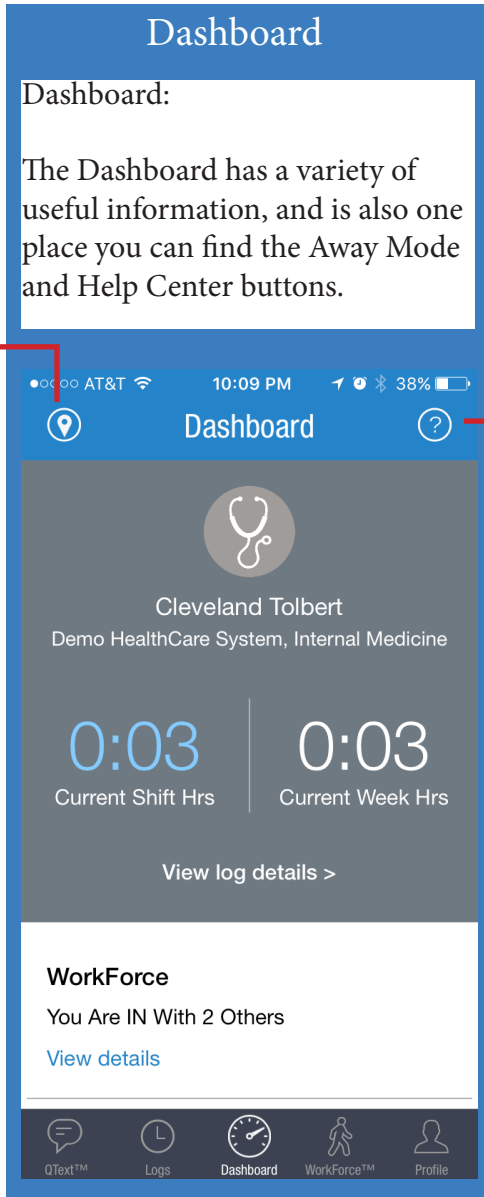 Dashboard
Dashboard:
The Dashboard has a variety of
useful information, and is also one
place you can find the Away Mode
and Help Center buttons.
AT&T 10:09 PM 38%
Dashboard ?
Cleveland Tolbert
Demo HealthCare System, Internal Medicine
0:03 0:03
Current Shift Hrs Current Week Hrs
View log details >
WorkForce
You Are IN With 2 Others
View details
QText™ Logs Dashboard WorkForce™ Profile